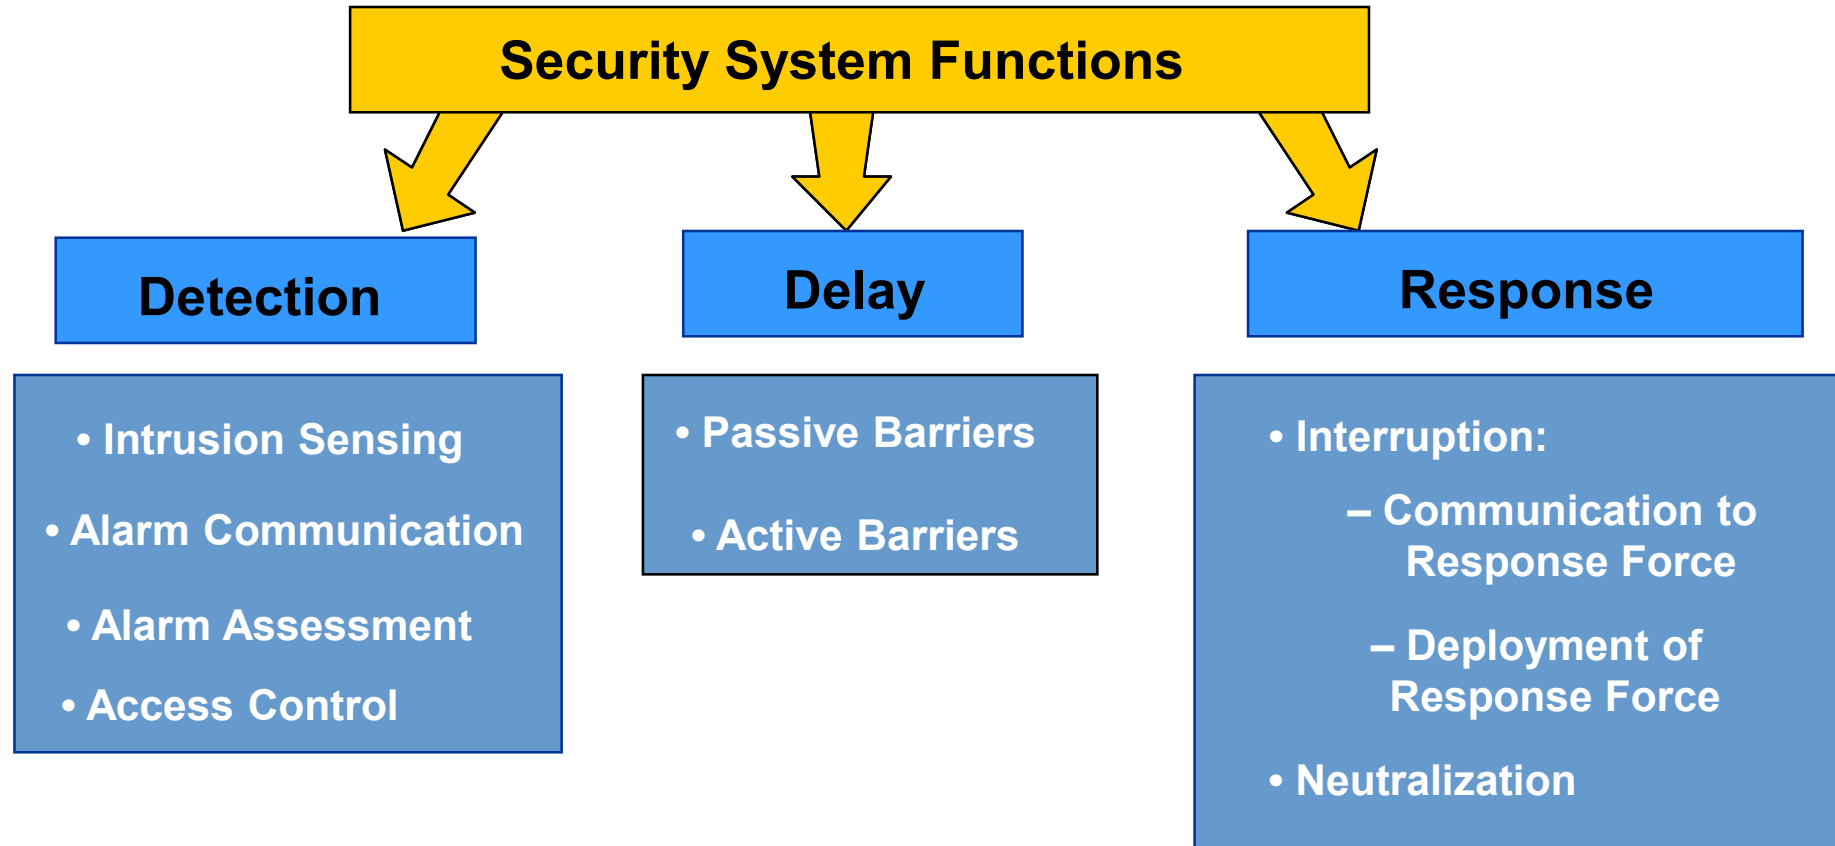 Security System Functions
Detection
• Intrusion Sensing
• Alarm Communication
• Alarm Assessment
• Access Control
Delay
• Passive Barriers
• Active Barriers
Response
• Interruption:
– Communication to
Response Force
– Deployment of
Response Force
• Neutralization